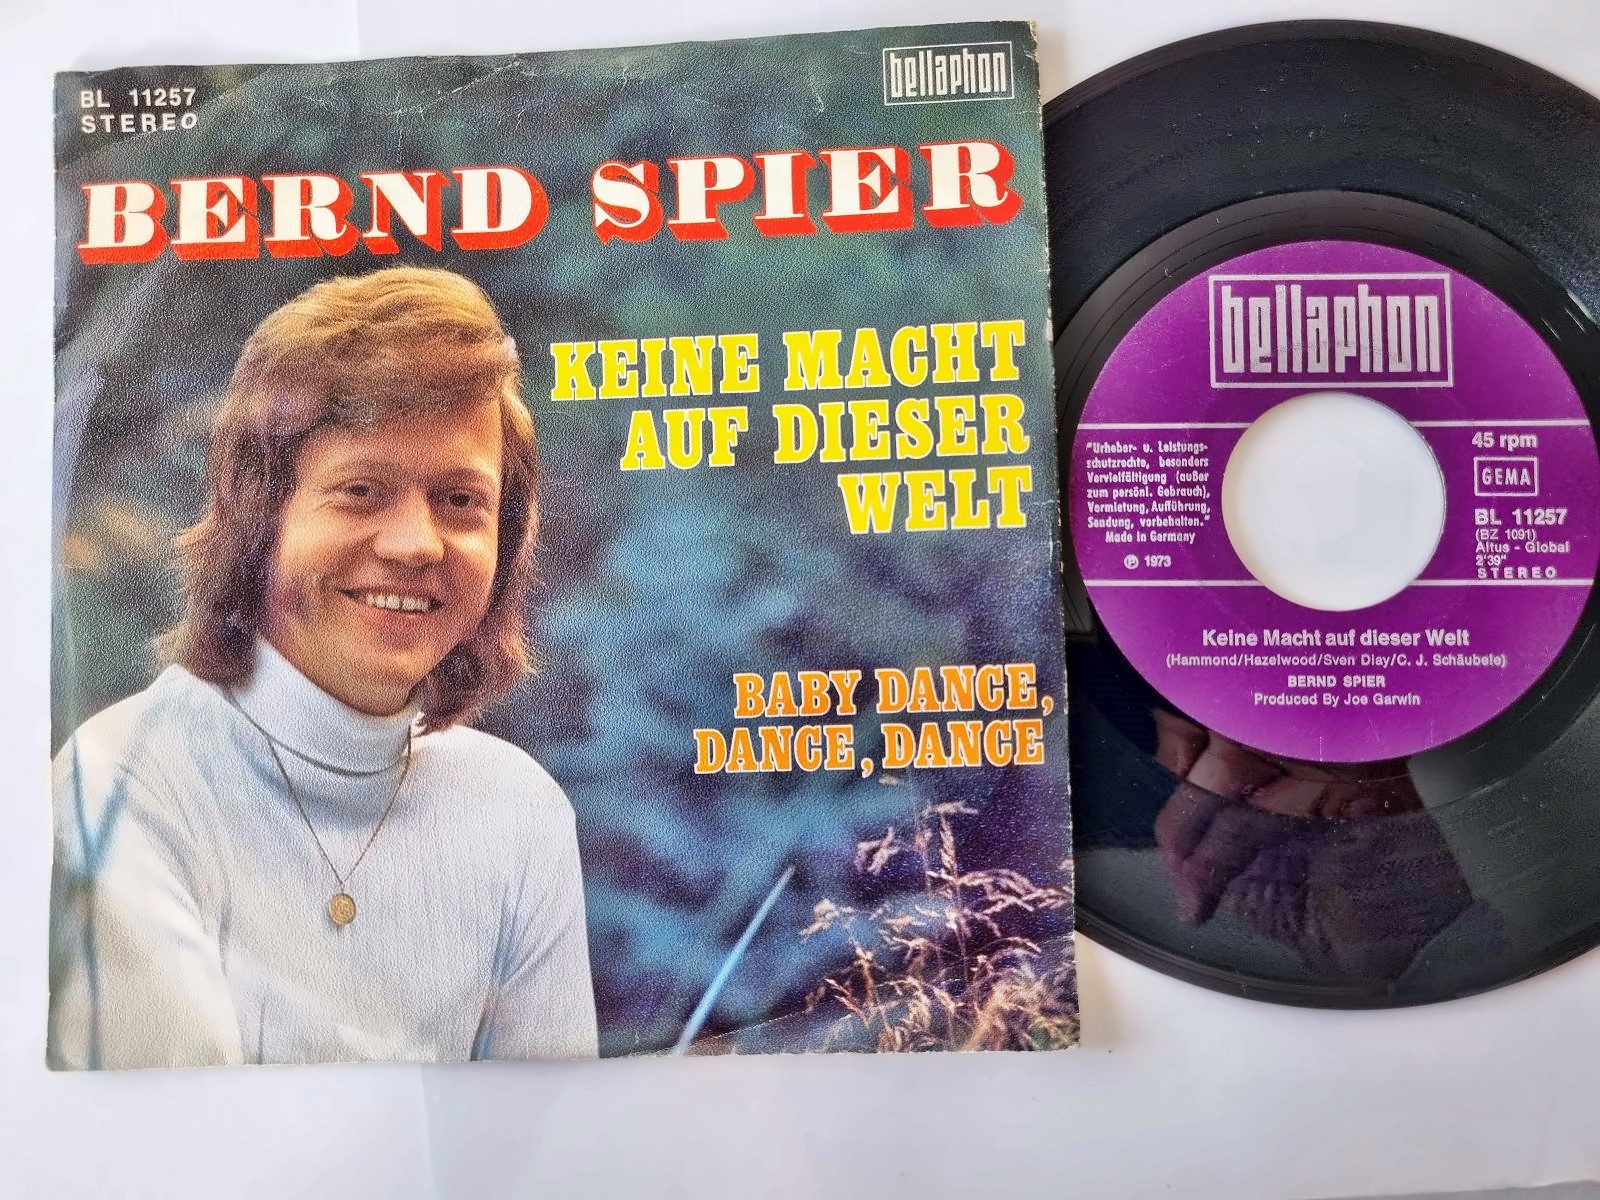 BL 11257
STEREO
bellaphon
BERND SPIER
KEINE MACHT
AUF DIESER
WELT
BABY DANCE,
DANCE, DANCE
bellaphon
"Urheber- u. Leistungs-
schutzrechte, besonders
Vervielfältigung (außer
zum persönl. Gebrauch),
Vermietung, Aufführung,
Sendung, vorbehalten."
Made in Germany
℗ 1973
45 rpm
GEMA
BL 11257
(BZ 1091)
Altus - Global
2'39"
STEREO
Keine Macht auf dieser Welt
(Hammond/Hazelwood/Sven Diay/C. J. Schäubele)
BERND SPIER
Produced By Joe Garwin